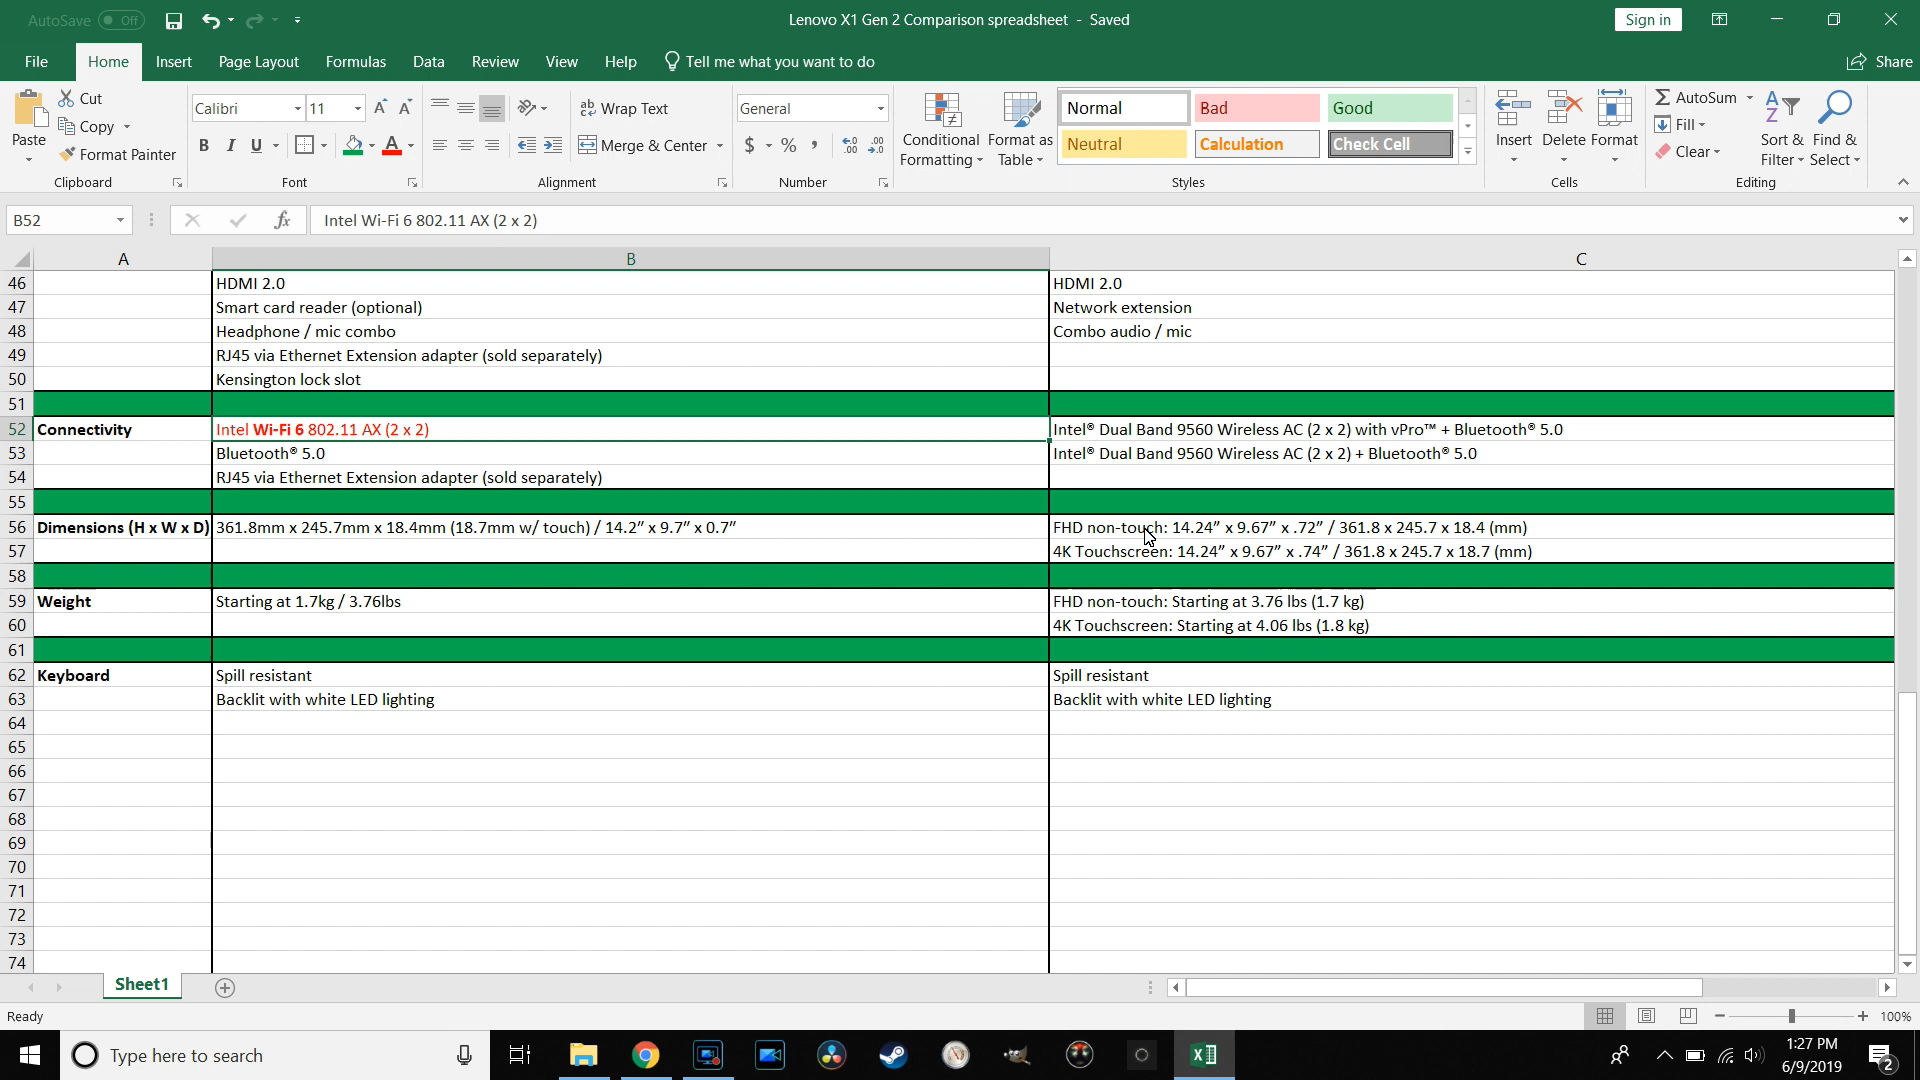 AutoSave Off
Lenovo X1 Gen 2 Comparison spreadsheet - Saved
Sign in
File Home Insert Page Layout Formulas Data Review View Help Tell me what you want to do Share
Paste
Cut
Copy
Format Painter
Clipboard
Calibri 11
B I U
Font
Wrap Text
Merge & Center
Alignment
General
$ % ,
Number
Conditional Formatting
Format as Table
Normal Bad Good
Neutral Calculation Check Cell
Styles
Insert Delete Format
Cells
AutoSum
Fill
Clear
Sort & Filter
Find & Select
Editing
B52 fx Intel Wi-Fi 6 802.11 AX (2 x 2)
A B C
46 HDMI 2.0 HDMI 2.0
47 Smart card reader (optional) Network extension
48 Headphone / mic combo Combo audio / mic
49 RJ45 via Ethernet Extension adapter (sold separately)
50 Kensington lock slot
51
52 Connectivity Intel Wi-Fi 6 802.11 AX (2 x 2) Intel® Dual Band 9560 Wireless AC (2 x 2) with vPro™ + Bluetooth® 5.0
53 Bluetooth® 5.0 Intel® Dual Band 9560 Wireless AC (2 x 2) + Bluetooth® 5.0
54 RJ45 via Ethernet Extension adapter (sold separately)
55
56 Dimensions (H x W x D) 361.8mm x 245.7mm x 18.4mm (18.7mm w/ touch) / 14.2” x 9.7” x 0.7” FHD non-touch: 14.24” x 9.67” x .72” / 361.8 x 245.7 x 18.4 (mm)
57 4K Touchscreen: 14.24” x 9.67” x .74” / 361.8 x 245.7 x 18.7 (mm)
58
59 Weight Starting at 1.7kg / 3.76lbs FHD non-touch: Starting at 3.76 lbs (1.7 kg)
60 4K Touchscreen: Starting at 4.06 lbs (1.8 kg)
61
62 Keyboard Spill resistant Spill resistant
63 Backlit with white LED lighting Backlit with white LED lighting
64
65
66
67
68
69
70
71
72
73
74
Sheet1
Ready
100%
Type here to search
1:27 PM
6/9/2019
2